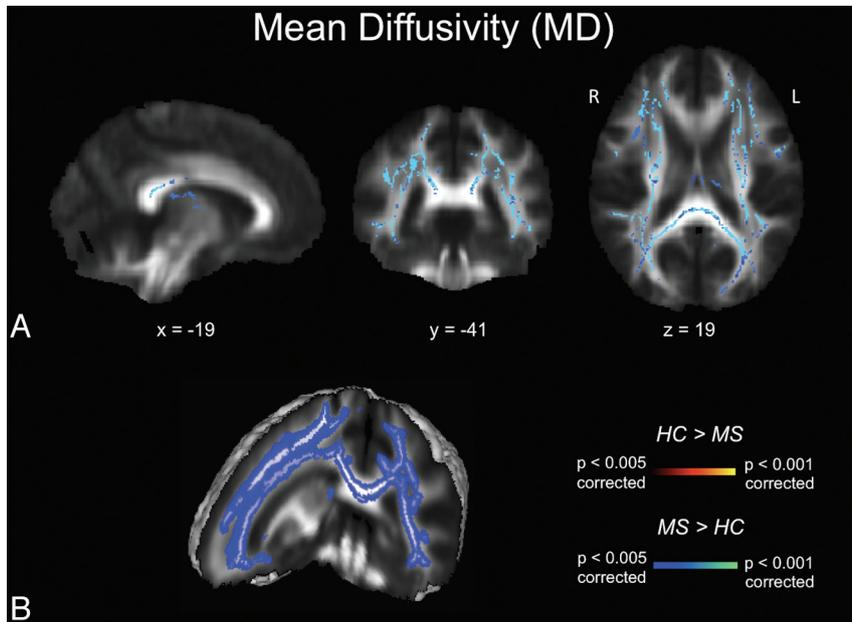 Mean Diffusivity (MD)
R
L
A
x = -19
y = -41
z = 19
HC > MS
p < 0.005
corrected
p < 0.001
corrected
MS > HC
p < 0.005
corrected
p < 0.001
corrected
B